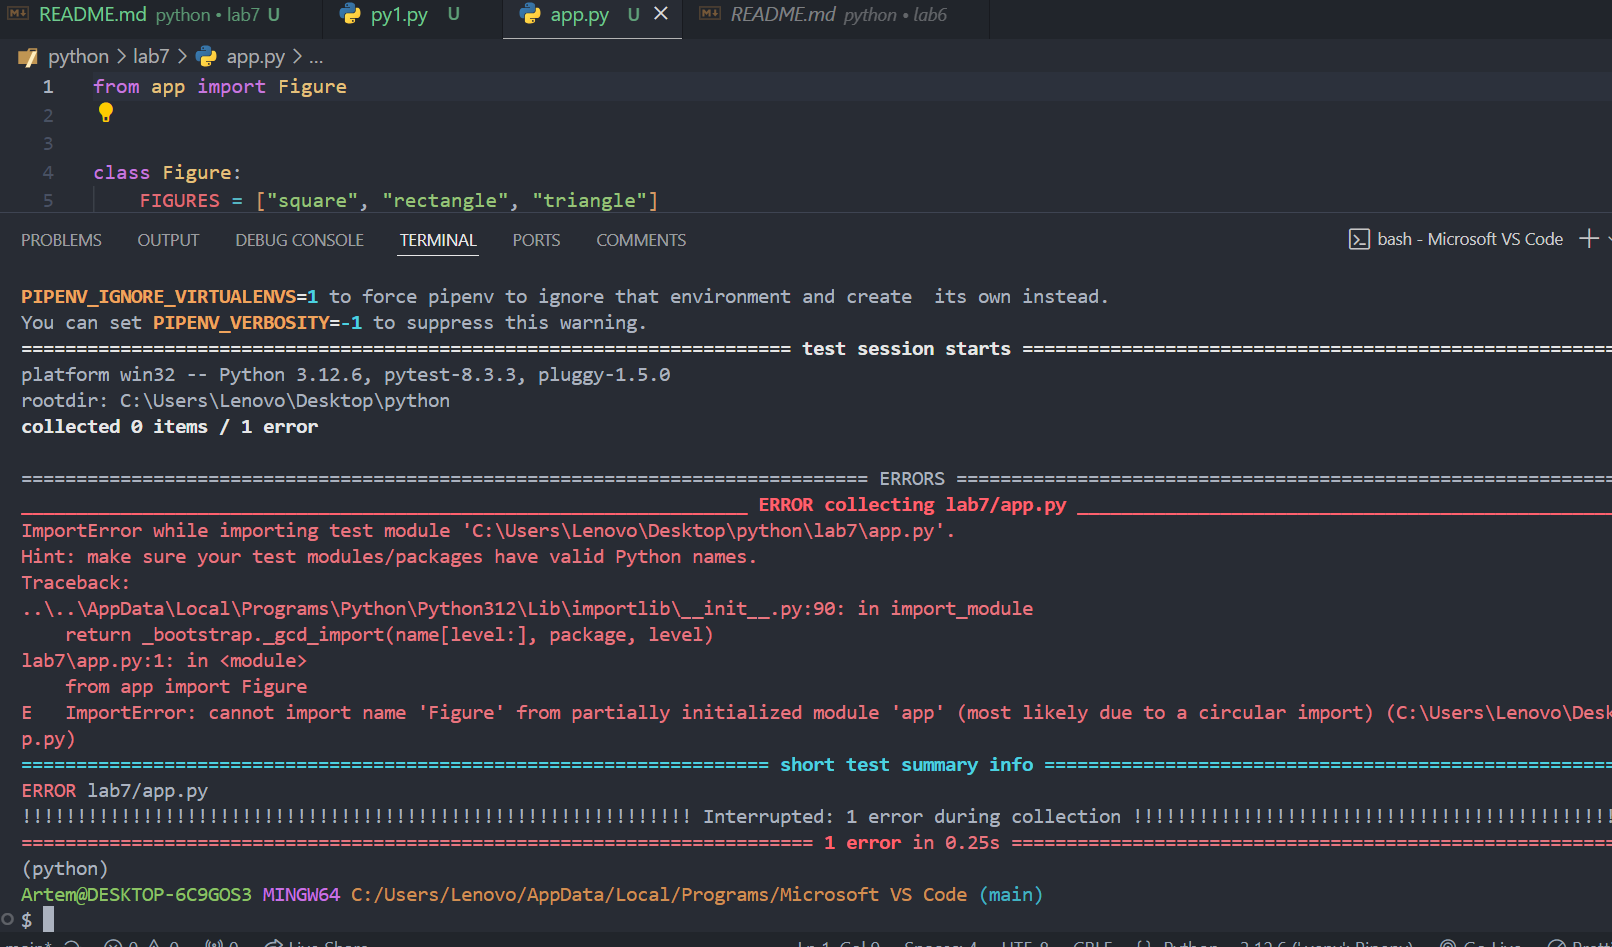 README.md python • lab7 U py1.py U app.py U README.md python • lab6
python > lab7 > app.py > ...
1 from app import Figure
2
3
4 class Figure:
5 FIGURES = ["square", "rectangle", "triangle"]
PROBLEMS OUTPUT DEBUG CONSOLE TERMINAL PORTS COMMENTS bash - Microsoft VS Code
PIPENV_IGNORE_VIRTUALENVS=1 to force pipenv to ignore that environment and create  its own instead.
You can set PIPENV_VERBOSITY=-1 to suppress this warning.
====================================================================== test session starts ======================================================
platform win32 -- Python 3.12.6, pytest-8.3.3, pluggy-1.5.0
rootdir: C:\Users\Lenovo\Desktop\python
collected 0 items / 1 error
============================================================================= ERRORS ============================================================
__________________________________________________________________ ERROR collecting lab7/app.py _________________________________________________
ImportError while importing test module 'C:\Users\Lenovo\Desktop\python\lab7\app.py'.
Hint: make sure your test modules/packages have valid Python names.
Traceback:
..\..\AppData\Local\Programs\Python\Python312\Lib\importlib\__init__.py:90: in import_module
    return _bootstrap._gcd_import(name[level:], package, level)
lab7\app.py:1: in <module>
    from app import Figure
E   ImportError: cannot import name 'Figure' from partially initialized module 'app' (most likely due to a circular import) (C:\Users\Lenovo\Desk
p.py)
==================================================================== short test summary info ====================================================
ERROR lab7/app.py
!!!!!!!!!!!!!!!!!!!!!!!!!!!!!!!!!!!!!!!!!!!!!!!!!!!!!!!!!!!!! Interrupted: 1 error during collection !!!!!!!!!!!!!!!!!!!!!!!!!!!!!!!!!!!!!!!!!!!!
======================================================================== 1 error in 0.25s =======================================================
(python)
Artem@DESKTOP-6C9GOS3 MINGW64 C:/Users/Lenovo/AppData/Local/Programs/Microsoft VS Code (main)
$